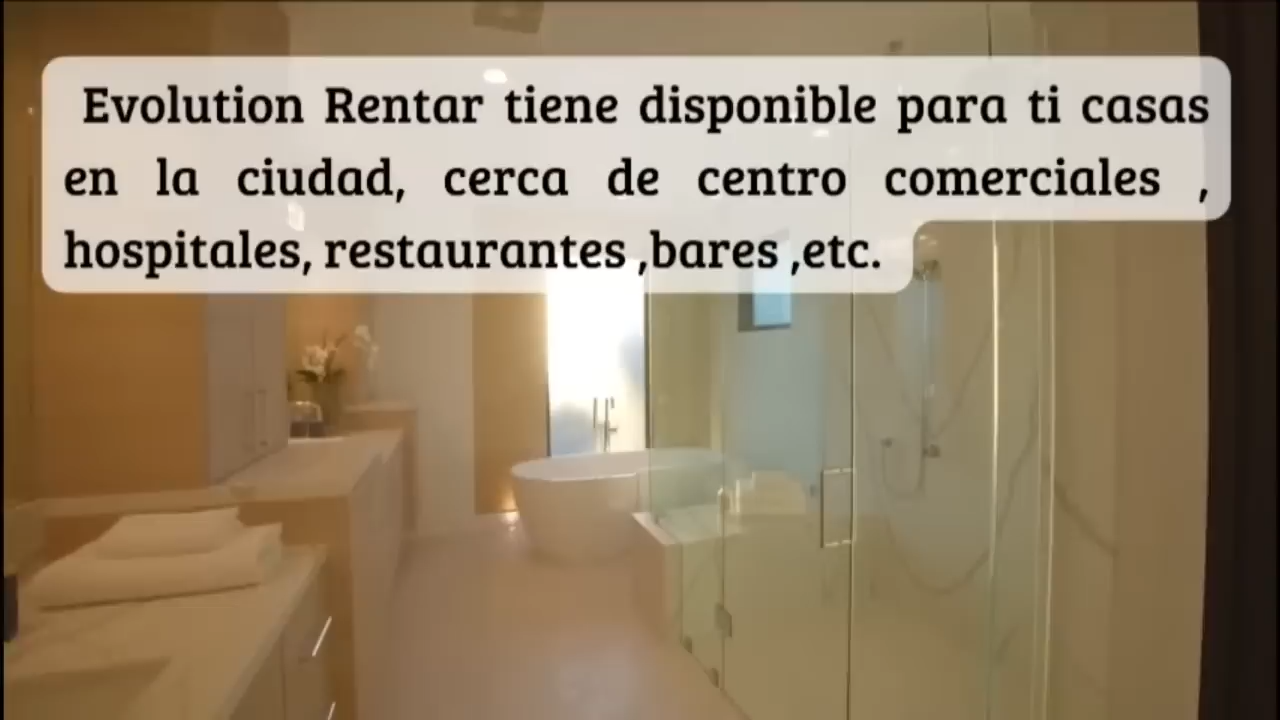 Evolution Rentar tiene disponible para ti casas
en la ciudad, cerca de centro comerciales ,
hospitales, restaurantes ,bares ,etc.